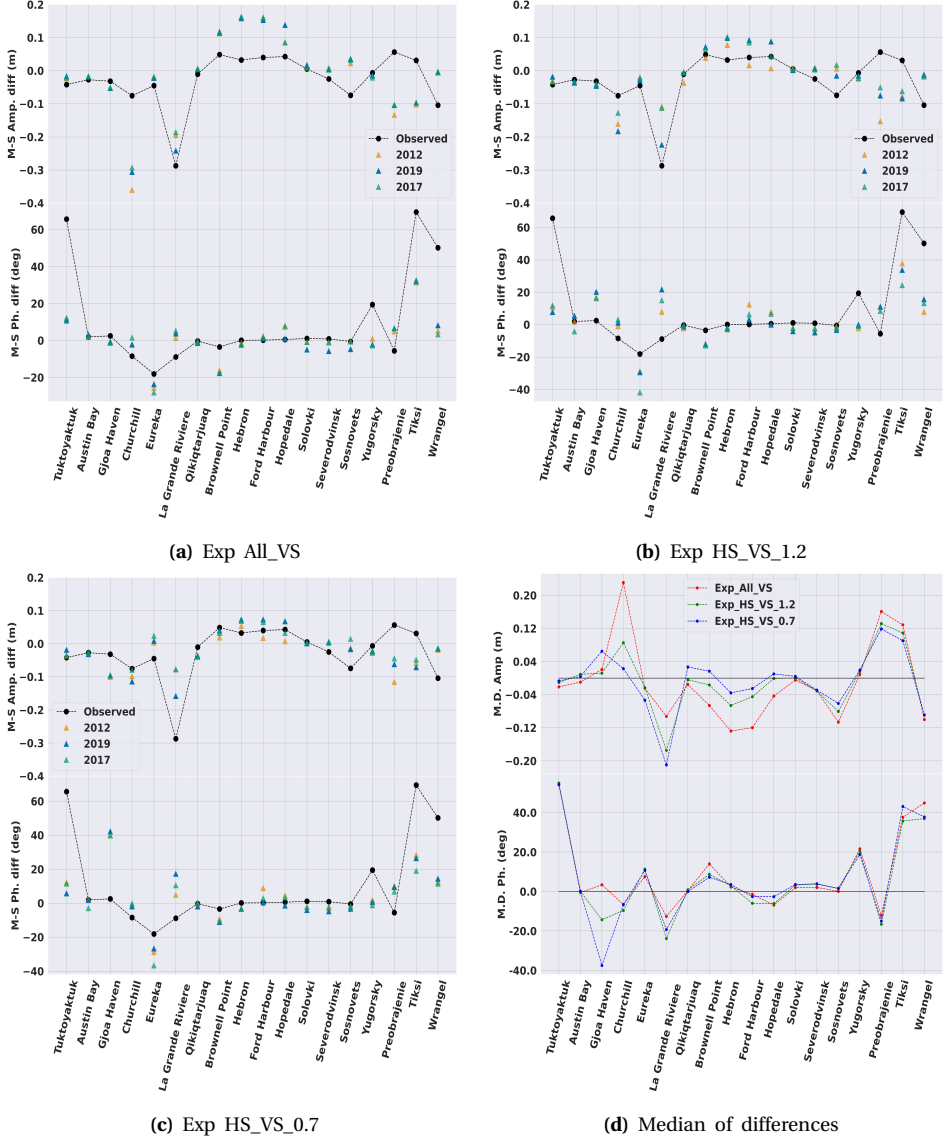 0.2
0.1
0.0
−0.1
−0.2
−0.3
−0.4
M-S Amp. diff (m)
Observed
2012
2019
2017
60
40
20
0
−20
M-S Ph. diff (deg)
Tuktoyaktuk
Austin Bay
Gjoa Haven
Churchill
Eureka
La Grande Riviere
Qikiqtarjuaq
Brownell Point
Hebron
Ford Harbour
Hopedale
Solovki
Severodvinsk
Sosnovets
Yugorsky
Preobrajenie
Tiksi
Wrangel
(a) Exp All_VS
0.2
0.1
0.0
−0.1
−0.2
−0.3
−0.4
M-S Amp. diff (m)
Observed
2012
2019
2017
60
40
20
0
−20
−40
M-S Ph. diff (deg)
Tuktoyaktuk
Austin Bay
Gjoa Haven
Churchill
Eureka
La Grande Riviere
Qikiqtarjuaq
Brownell Point
Hebron
Ford Harbour
Hopedale
Solovki
Severodvinsk
Sosnovets
Yugorsky
Preobrajenie
Tiksi
Wrangel
(b) Exp HS_VS_1.2
0.2
0.1
0.0
−0.1
−0.2
−0.3
−0.4
M-S Amp. diff (m)
Observed
2012
2019
2017
60
40
20
0
−20
−40
M-S Ph. diff (deg)
Tuktoyaktuk
Austin Bay
Gjoa Haven
Churchill
Eureka
La Grande Riviere
Qikiqtarjuaq
Brownell Point
Hebron
Ford Harbour
Hopedale
Solovki
Severodvinsk
Sosnovets
Yugorsky
Preobrajenie
Tiksi
Wrangel
(c) Exp HS_VS_0.7
0.20
0.12
0.04
−0.04
−0.12
−0.20
M.D. Amp (m)
Exp_All_VS
Exp_HS_VS_1.2
Exp_HS_VS_0.7
40.0
20.0
0.0
−20.0
−40.0
M.D. Ph. (deg)
Tuktoyaktuk
Austin Bay
Gjoa Haven
Churchill
Eureka
La Grande Riviere
Qikiqtarjuaq
Brownell Point
Hebron
Ford Harbour
Hopedale
Solovki
Severodvinsk
Sosnovets
Yugorsky
Preobrajenie
Tiksi
Wrangel
(d) Median of differences